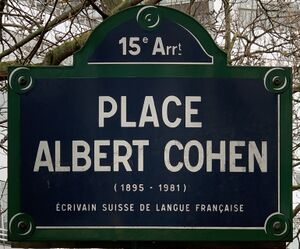 15e Arrt
PLACE
ALBERT COHEN
(1895 - 1981)
ÉCRIVAIN SUISSE DE LANGUE FRANÇAISE